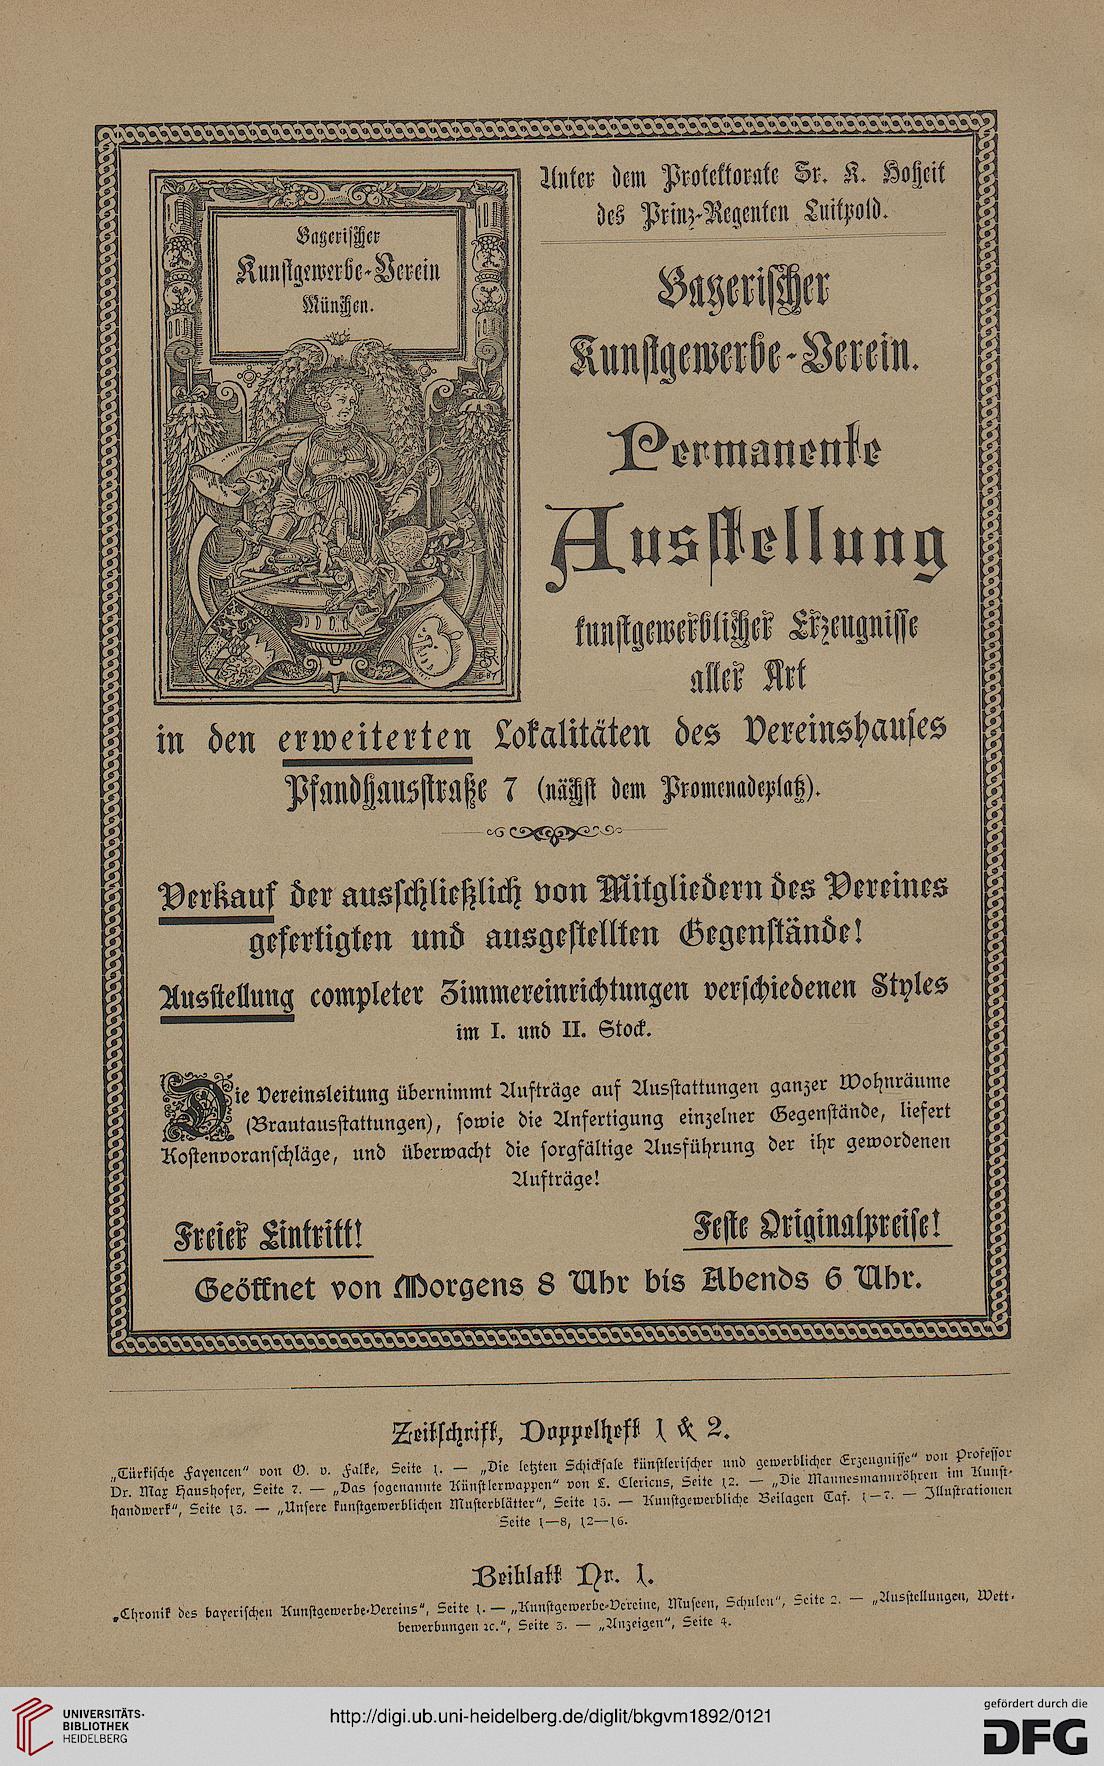 Bayerischer
Kunstgewerbe-Verein
München.
Unter dem Protektorate Sr. K. Hoheit
des Prinz-Regenten Luitpold.
Bayerischer
Kunstgewerbe-Verein.
Permanente
Ausstellung
kunstgewerblicher Erzeugnisse
aller Art
in den erweiterten Lokalitäten des Vereinshauses
Pfandhausstraße 7 (nächst dem Promenadeplatz).
Verkauf der ausschließlich von Mitgliedern des Vereines
gefertigten und ausgestellten Gegenstände!
Ausstellung completer Zimmereinrichtungen verschiedenen Styles
im I. und II. Stock.
Die Vereinsleitung übernimmt Aufträge auf Ausstattungen ganzer Wohnräume
(Brautausstattungen), sowie die Anfertigung einzelner Gegenstände, liefert
Kostenvoranschläge, und überwacht die sorgfältige Ausführung der ihr gewordenen
Aufträge!
Freier Eintritt!
Feste Originalpreise!
Geöffnet von Morgens 8 Uhr bis Abends 6 Uhr.
Zeitschrift, Doppelheft 1 & 2.
„Türkische Fayencen“ von O. v. Falke, Seite 1. — „Die letzten Schicksale künstlerischer und gewerblicher Erzeugnisse“ von Professor
Dr. Max Haushofer, Seite 7. — „Das sogenannte Künstlerwappen“ von L. Clericus, Seite 12. — „Die Mannesmannröhren im Kunst-
handwerk“, Seite 13. — „Unsere kunstgewerblichen Musterblätter“, Seite 15. — Kunstgewerbliche Beilagen Taf. 1—7. — Illustrationen
Seite 1—8, 12—16.
Beiblatt Nr. 1.
„Chronik des bayerischen Kunstgewerbe-Vereins“, Seite 1. — „Kunstgewerbe-Vereine, Museen, Schulen“, Seite 2. — „Ausstellungen, Wett-
bewerbungen ꝛc.“, Seite 3. — „Anzeigen“, Seite 4.
UNIVERSITÄTS-
BIBLIOTHEK
HEIDELBERG
http://digi.ub.uni-heidelberg.de/diglit/bkgvm1892/0121
gefördert durch die
DFG